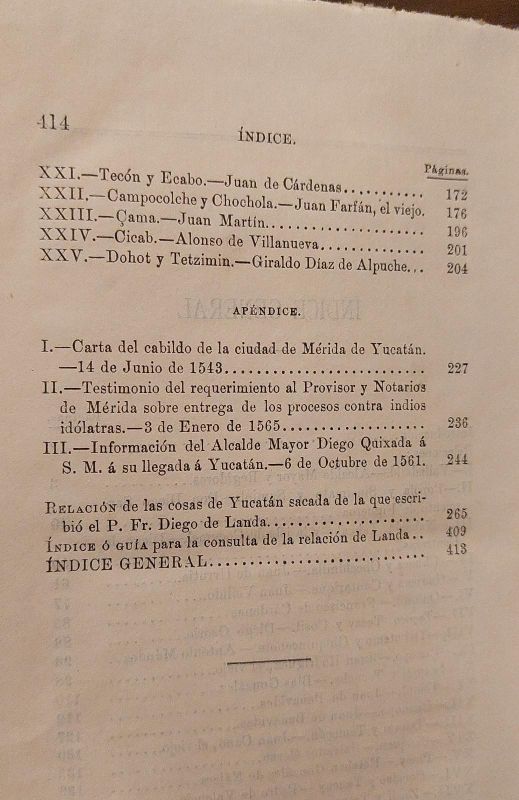 414
ÍNDICE.
Páginas.
XXI.—Tecón y Ecabo.—Juan de Cárdenas........... 172
XXII.—Campocolche y Chochola.—Juan Farfán, el viejo. 176
XXIII.—Çama.—Juan Martín...................... 196
XXIV.—Cicab.—Alonso de Villanueva............... 201
XXV.—Dohot y Tetzimin.—Giraldo Díaz de Alpuche... 204
APÉNDICE.
I.—Carta del cabildo de la ciudad de Mérida de Yucatán.
—14 de Junio de 1543......................... 227
II.—Testimonio del requerimiento al Provisor y Notarios
de Mérida sobre entrega de los procesos contra indios
idólatras.—3 de Enero de 1565.................. 236
III.—Información del Alcalde Mayor Diego Quixada á
S. M. á su llegada á Yucatán.—6 de Octubre de 1561. 244
RELACIÓN de las cosas de Yucatán sacada de la que escri-
bió el P. Fr. Diego de Landa.................... 265
ÍNDICE Ó GUÍA para la consulta de la relación de Landa.. 409
ÍNDICE GENERAL........................... 413